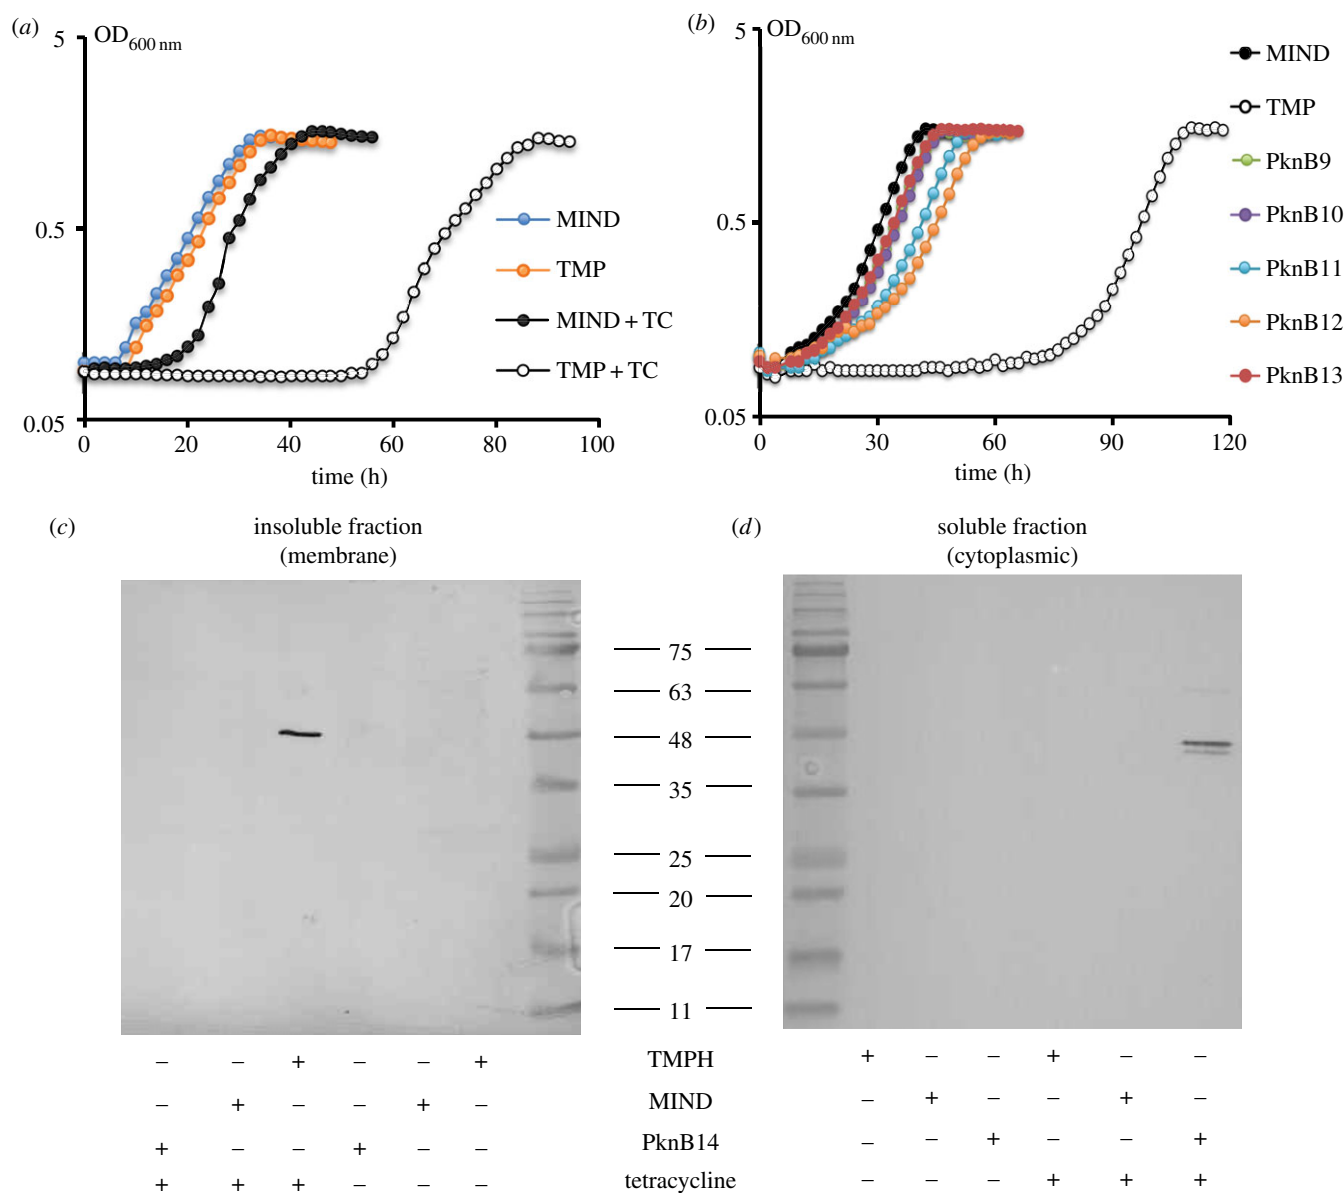 (a)
5
OD600 nm
0.5
0.05
0 20 40 60 80 100
time (h)
MIND
TMP
MIND + TC
TMP + TC
(b)
5
OD600 nm
0.5
0.05
0 30 60 90 120
time (h)
MIND
TMP
PknB9
PknB10
PknB11
PknB12
PknB13
(c)
insoluble fraction
(membrane)
(d)
soluble fraction
(cytoplasmic)
75
63
48
35
25
20
17
11
– – + – – + TMPH + – – + – –
– + – – + – MIND – + – – + –
+ – – + – – PknB14 – – + – – +
+ + + – – – tetracycline – – – + + +